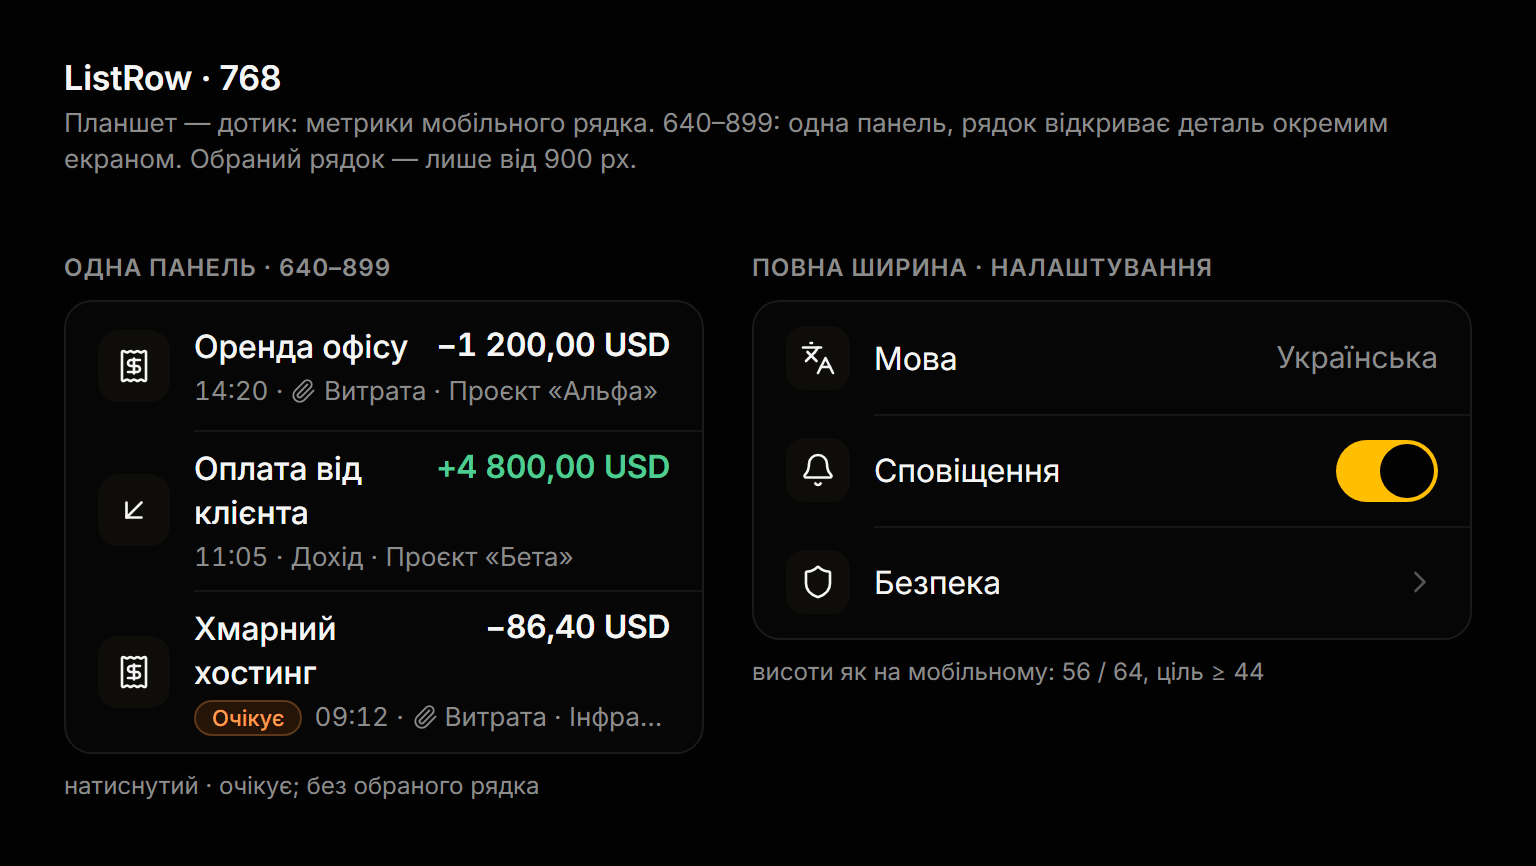 ListRow · 768
Планшет — дотик: метрики мобільного рядка. 640–899: одна панель, рядок відкриває деталь окремим
екраном. Обраний рядок — лише від 900 px.
ОДНА ПАНЕЛЬ · 640–899
Оренда офісу −1 200,00 USD
14:20 · Витрата · Проєкт «Альфа»
Оплата від +4 800,00 USD
клієнта
11:05 · Дохід · Проєкт «Бета»
Хмарний −86,40 USD
хостинг
Очікує 09:12 · Витрата · Інфра…
натиснутий · очікує; без обраного рядка
ПОВНА ШИРИНА · НАЛАШТУВАННЯ
Мова Українська
Сповіщення
Безпека
висоти як на мобільному: 56 / 64, ціль ≥ 44